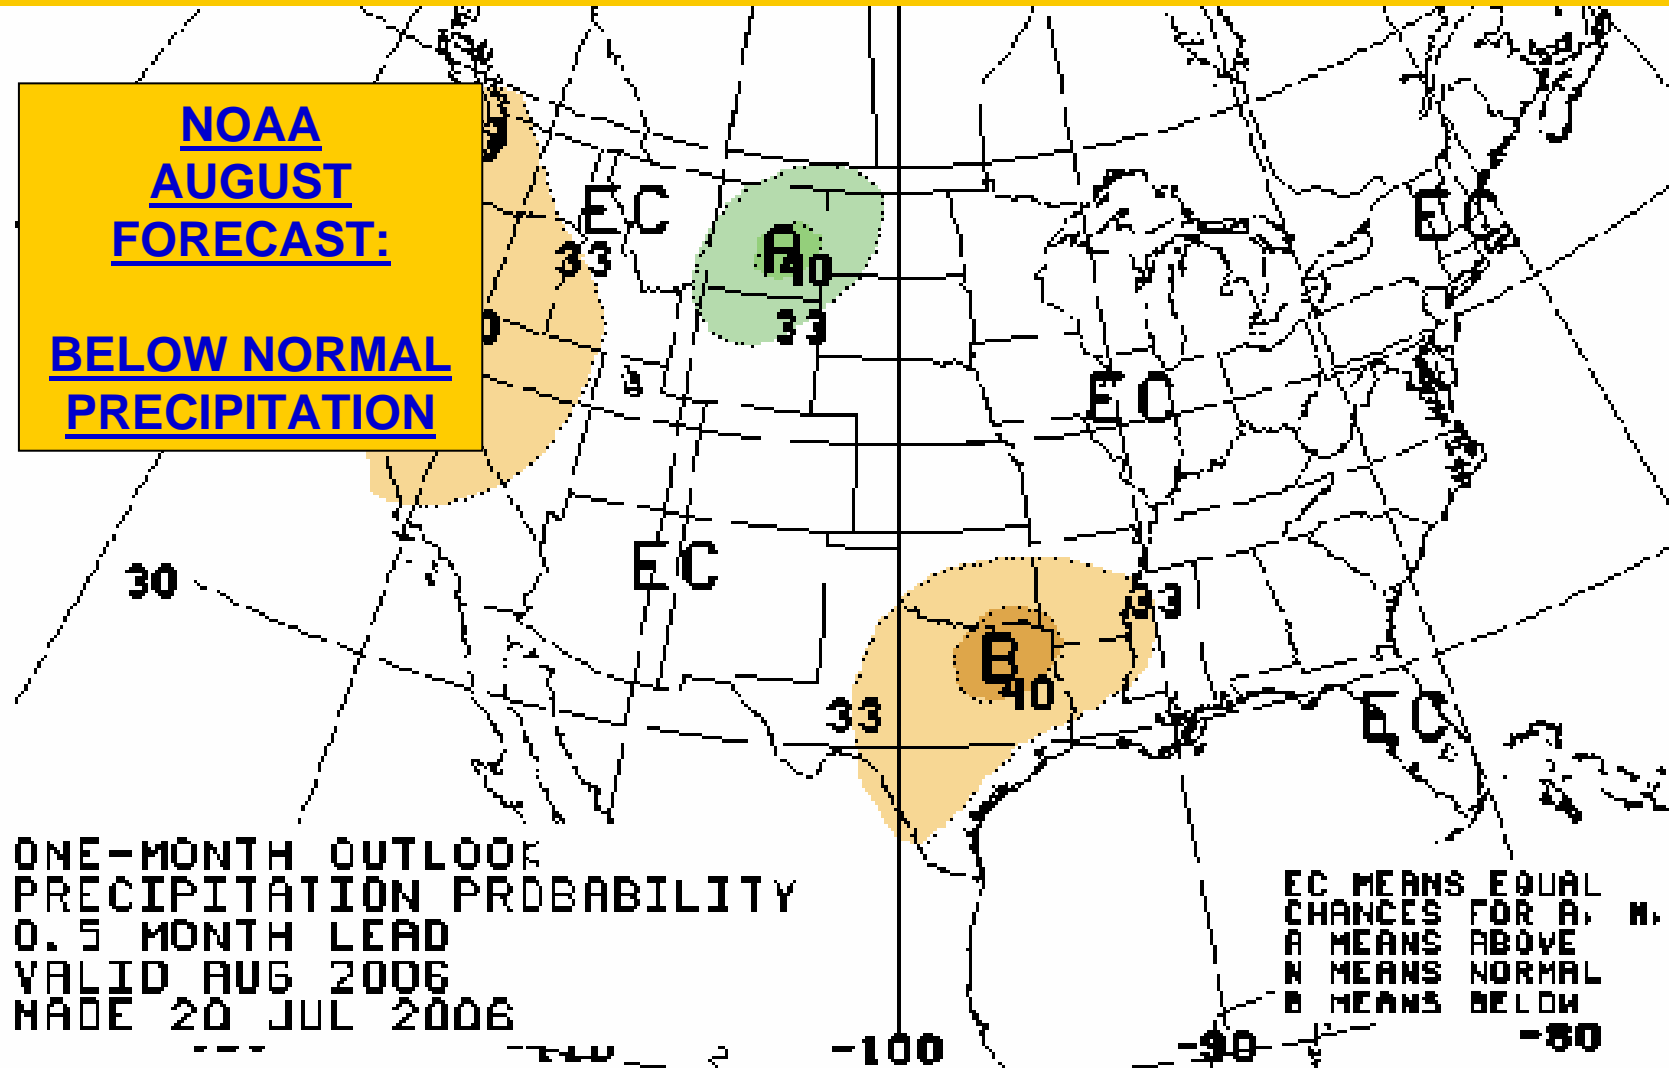 NOAA
AUGUST
FORECAST:
BELOW NORMAL
PRECIPITATION
EC
33
A
40
33
EC
EC
EC
30
33
B
40
33
EC
ONE-MONTH OUTLOOK
PRECIPITATION PROBABILITY
0.5 MONTH LEAD
VALID AUG 2006
MADE 20 JUL 2006
EC MEANS EQUAL
CHANCES FOR A, N,
A MEANS ABOVE
N MEANS NORMAL
B MEANS BELOW
-100
-90
-80